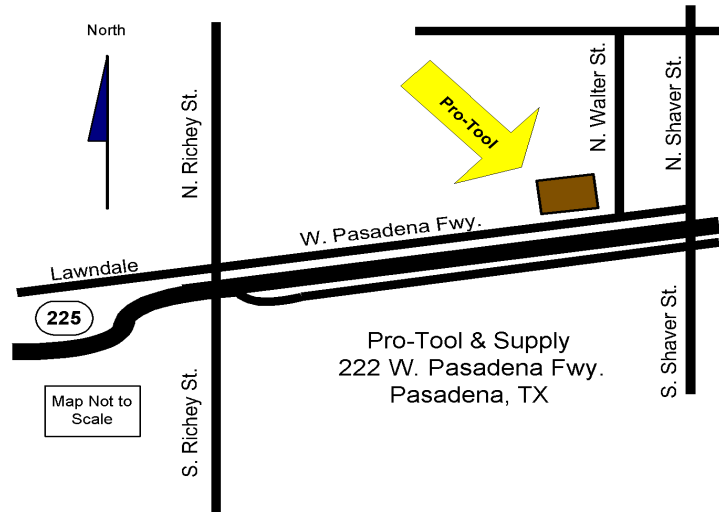 North
N. Richey St.
Pro-Tool
N. Walter St.
N. Shaver St.
W. Pasadena Fwy.
Lawndale
225
Pro-Tool & Supply
222 W. Pasadena Fwy.
Pasadena, TX
S. Shaver St.
Map Not to
Scale
S. Richey St.